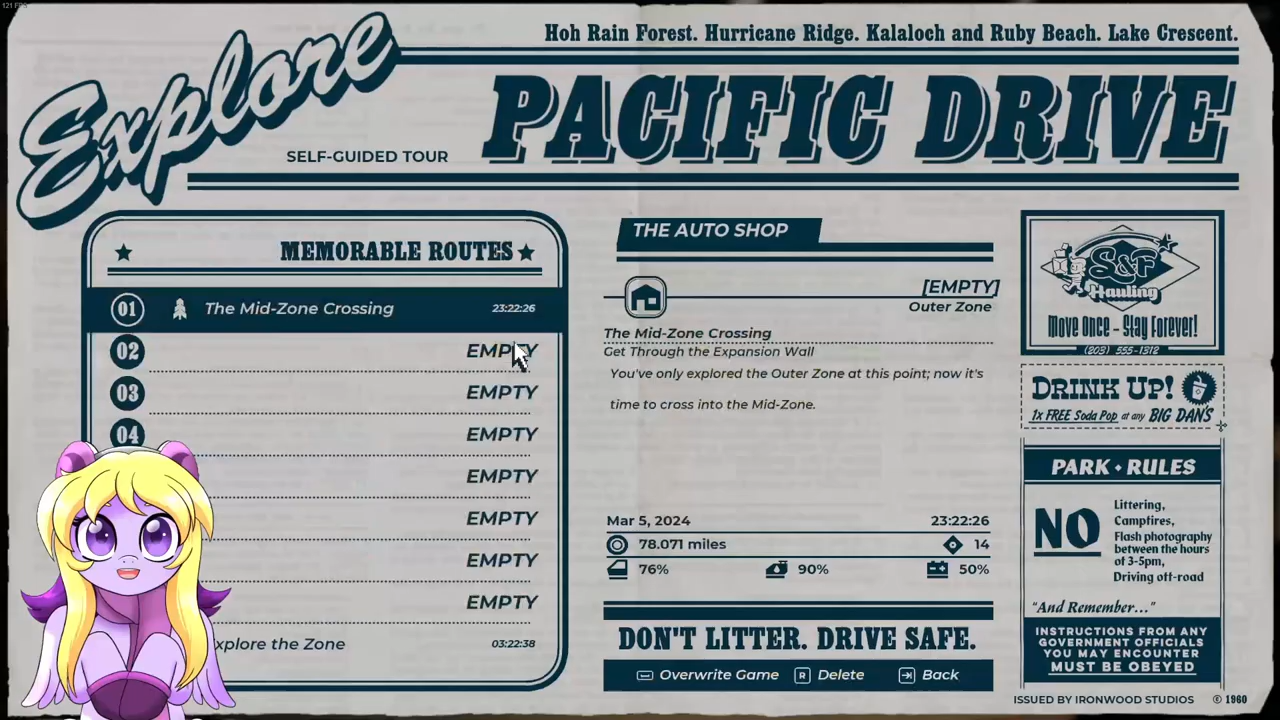 121 FPS
Explore
SELF-GUIDED TOUR
Hoh Rain Forest. Hurricane Ridge. Kalaloch and Ruby Beach. Lake Crescent.
PACIFIC DRIVE
MEMORABLE ROUTES
01 The Mid-Zone Crossing 23:22:26
02 EMPTY
03 EMPTY
04 EMPTY
EMPTY
EMPTY
EMPTY
EMPTY
xplore the Zone 03:22:38
THE AUTO SHOP
[EMPTY]
Outer Zone
The Mid-Zone Crossing
Get Through the Expansion Wall
You've only explored the Outer Zone at this point; now it's
time to cross into the Mid-Zone.
Mar 5, 2024 23:22:26
78.071 miles 14
76% 90% 50%
DON'T LITTER. DRIVE SAFE.
Overwrite Game R Delete Back
S&F
Hauling
Move Once - Stay Forever!
(203) 555-1312
DRINK UP!
1x FREE Soda Pop at any BIG DAN'S
PARK • RULES
NO
Littering,
Campfires,
Flash photography
between the hours
of 3-5pm,
Driving off-road
"And Remember..."
INSTRUCTIONS FROM ANY
GOVERNMENT OFFICIALS
YOU MAY ENCOUNTER
MUST BE OBEYED
ISSUED BY IRONWOOD STUDIOS © 1960